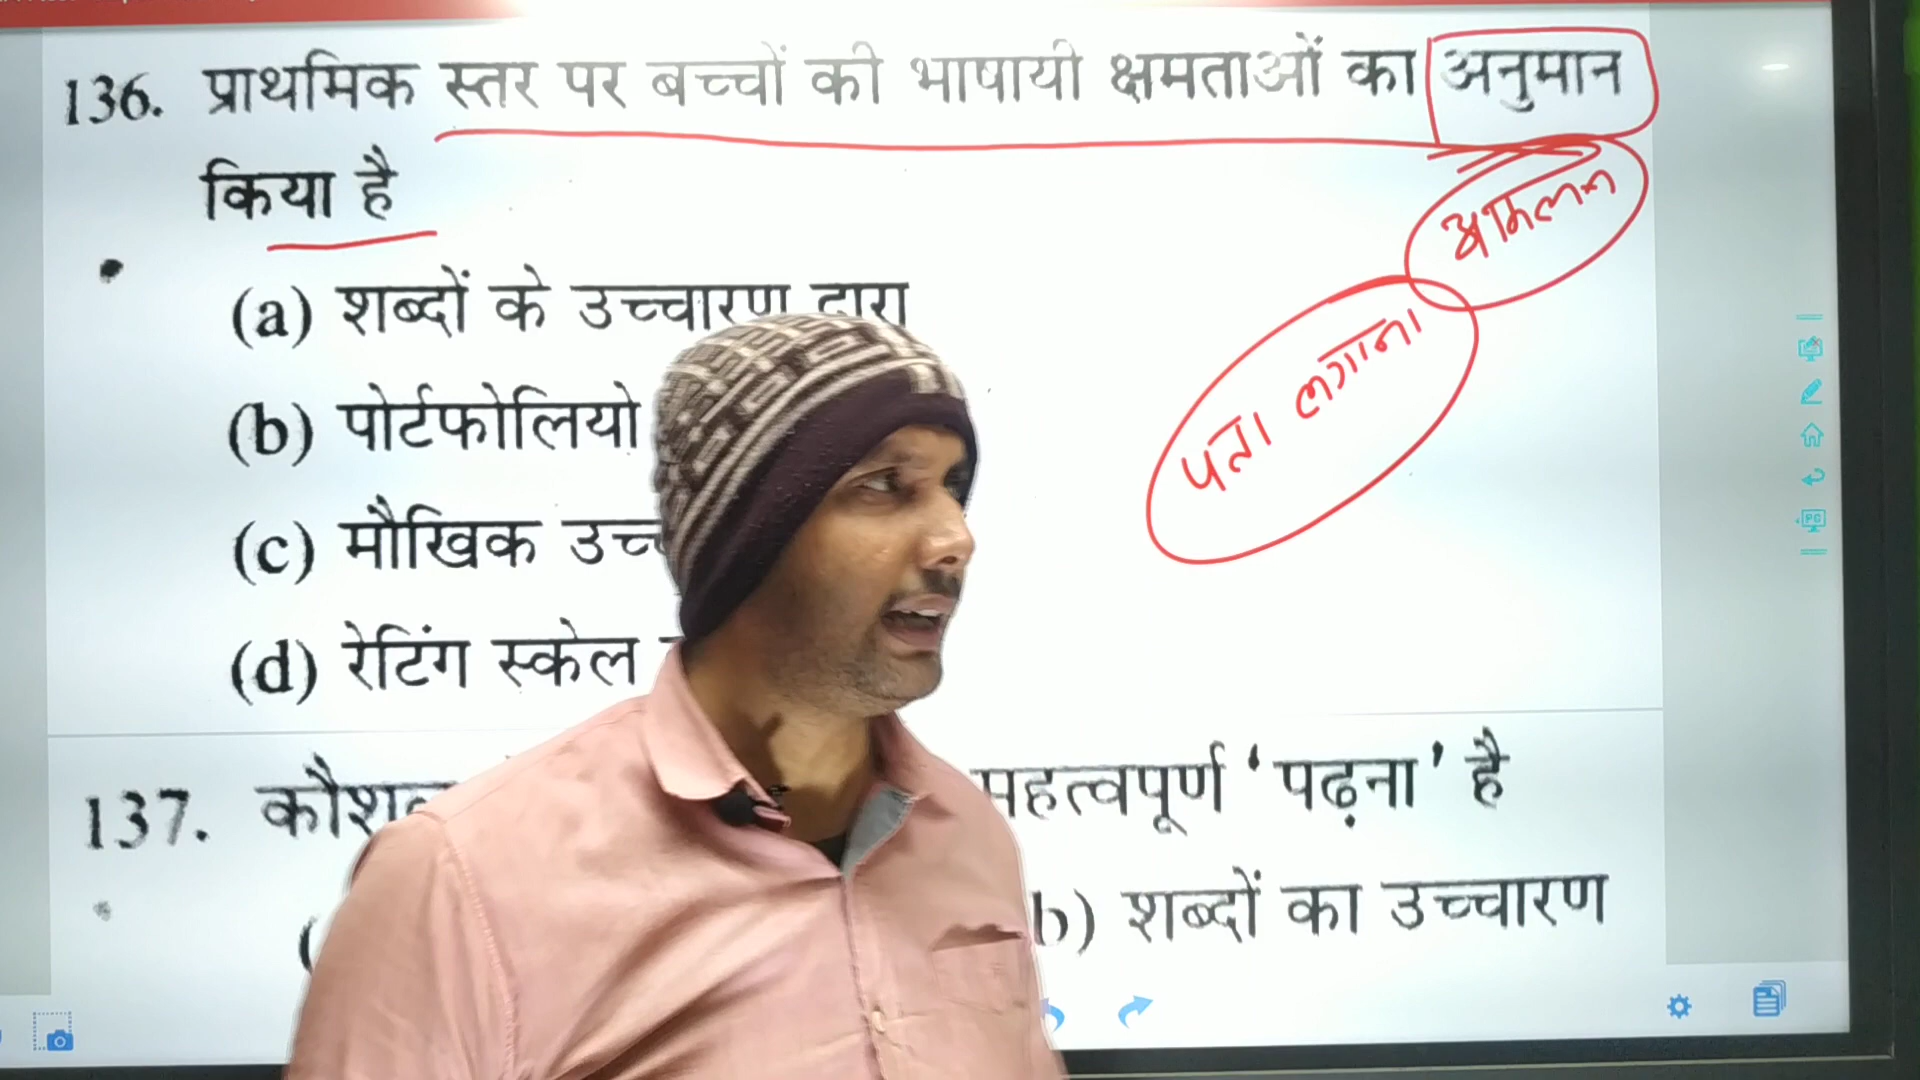 136. प्राथमिक स्तर पर बच्चों की भाषायी क्षमताओं का अनुमान
किया है
आकलन
(a) शब्दों के उच्चारण द्वारा
पता लगाना
(b) पोर्टफोलियो
(c) मौखिक
(d) रेटिंग स्केल
137. महत्वपूर्ण ‘पढ़ना’ है
b) शब्दों का उच्चारण